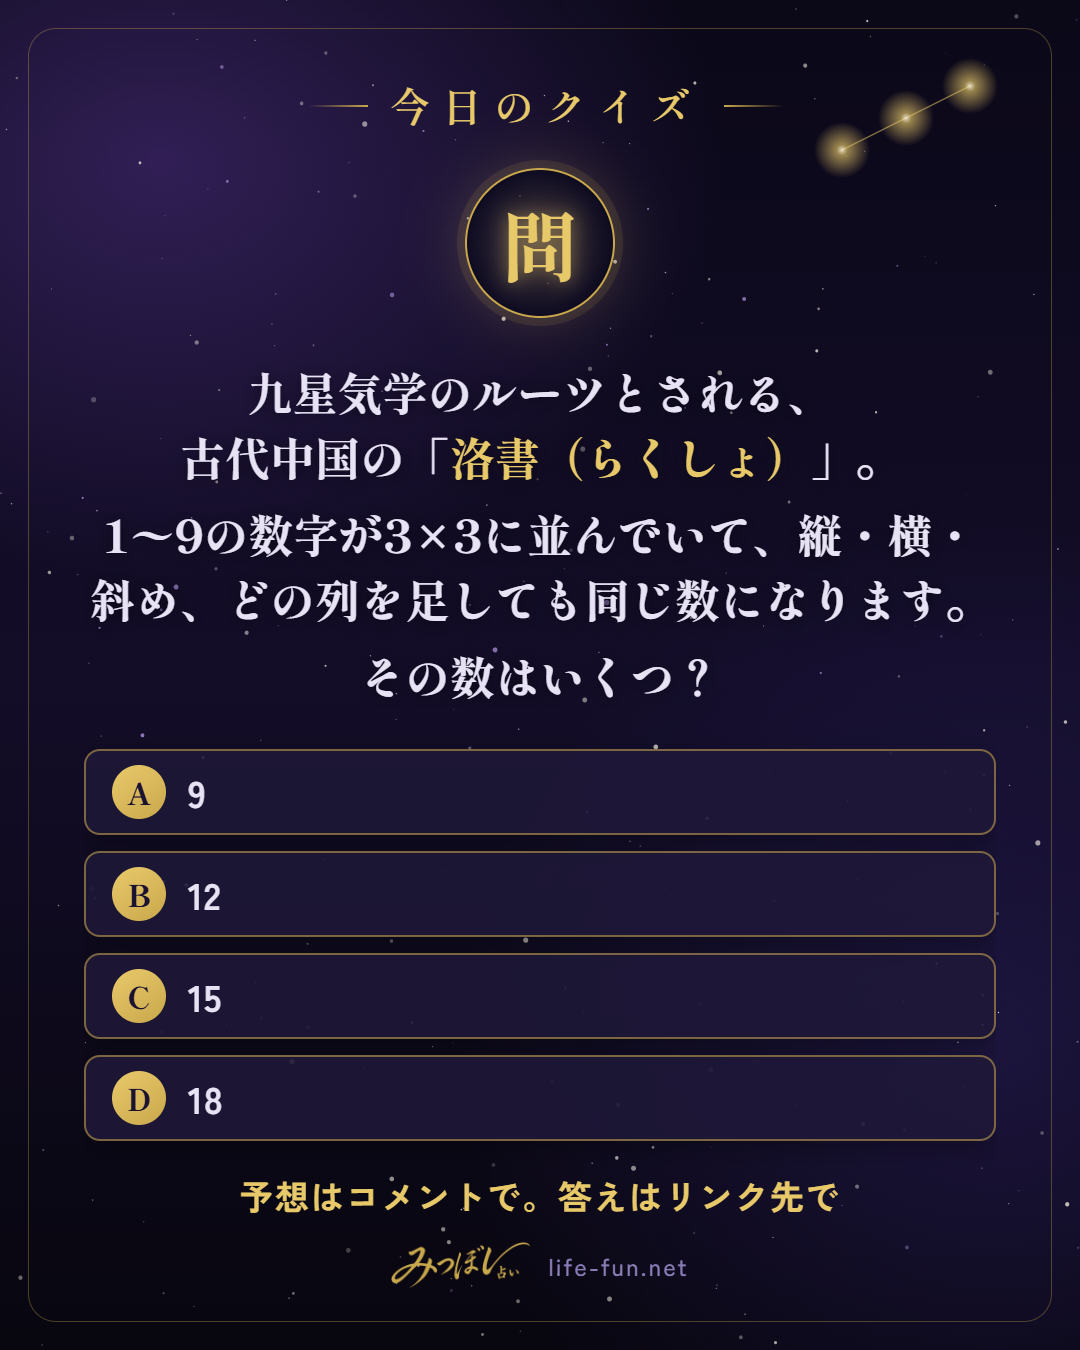 今日のクイズ
問
九星気学のルーツとされる、
古代中国の「洛書（らくしょ）」。
1〜9の数字が3×3に並んでいて、縦・横・
斜め、どの列を足しても同じ数になります。
その数はいくつ？
A 9
B 12
C 15
D 18
予想はコメントで。答えはリンク先で
みつぼし占い life-fun.net